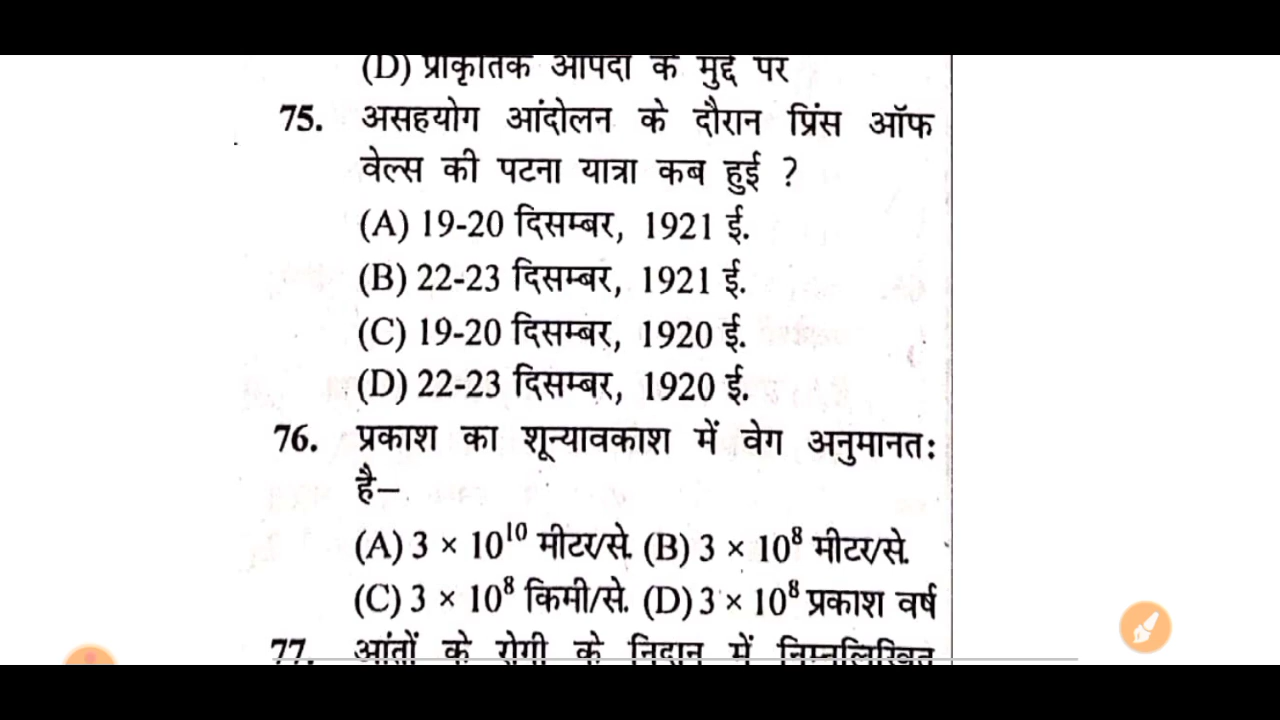 (D) प्राकृतिक आपदा के मुद्दे पर
75. असहयोग आंदोलन के दौरान प्रिंस ऑफ
वेल्स की पटना यात्रा कब हुई ?
(A) 19-20 दिसम्बर, 1921 ई.
(B) 22-23 दिसम्बर, 1921 ई.
(C) 19-20 दिसम्बर, 1920 ई.
(D) 22-23 दिसम्बर, 1920 ई.
76. प्रकाश का शून्यावकाश में वेग अनुमानतः
है–
(A) 3 × 10¹⁰ मीटर/से. (B) 3 × 10⁸ मीटर/से.
(C) 3 × 10⁸ किमी/से. (D) 3 × 10⁸ प्रकाश वर्ष
77. आंतों के रोगी के निदान में निम्नलिखित